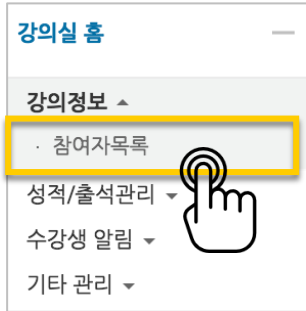 강의실 홈
강의정보
· 참여자목록
성적/출석관리
수강생 알림
기타 관리